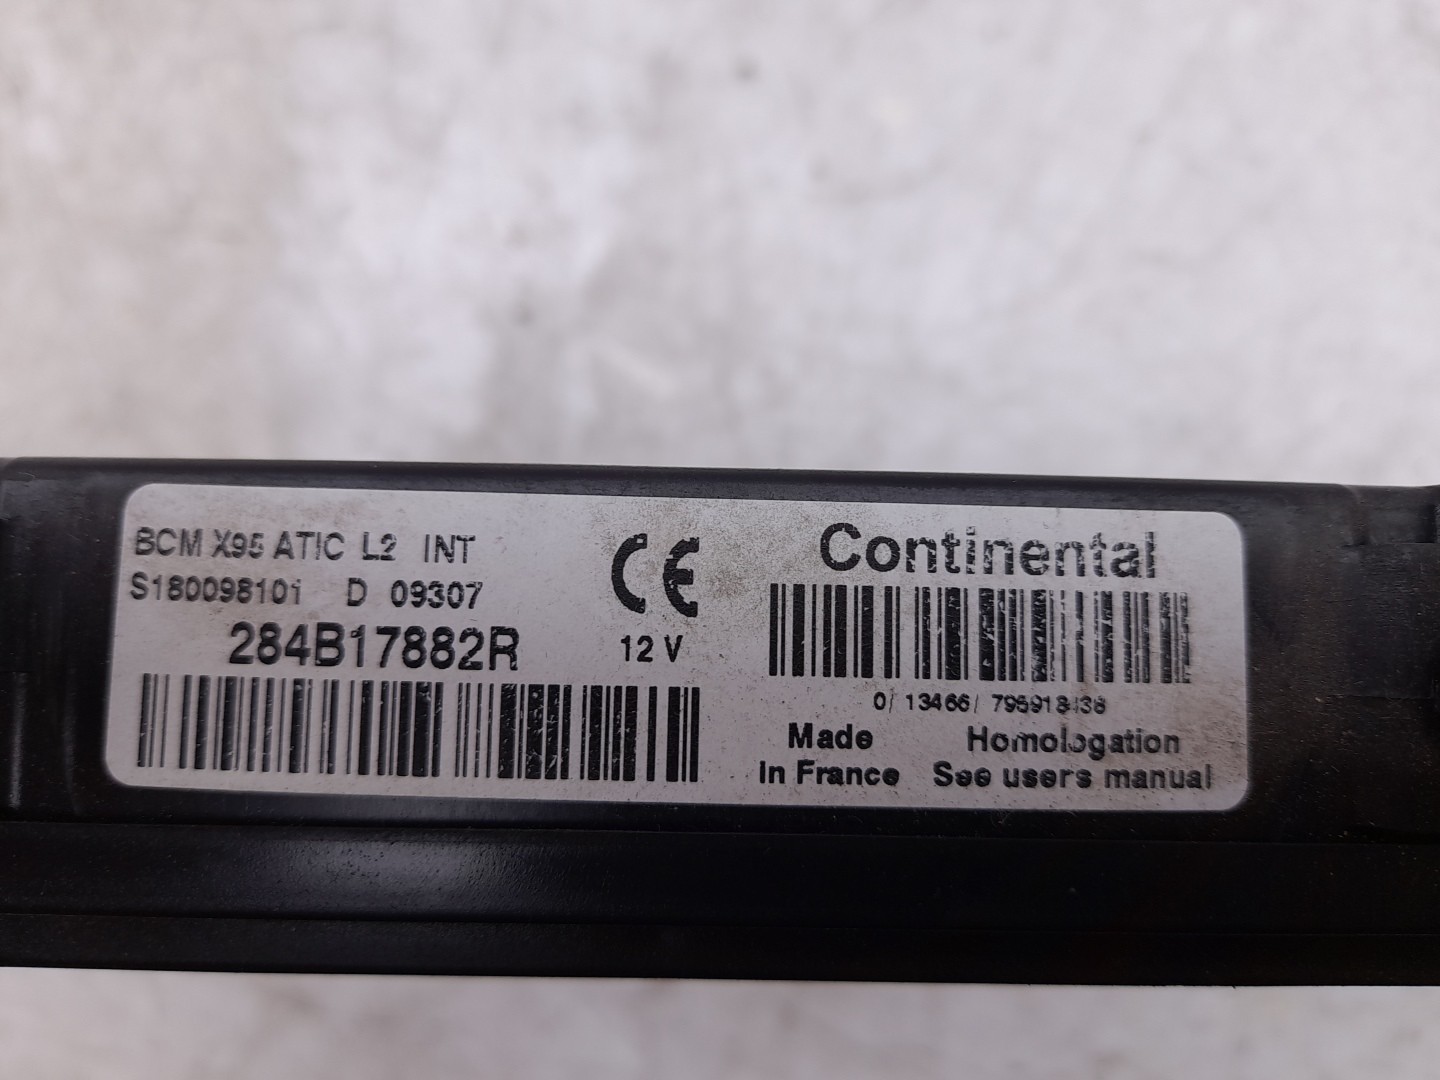 BCM X95 ATIC L2 INT
S180098101 D 09307
284B17882R
CE
12 V
Continental
0/ 13466/ 795918438
Made
in France
Homologation
See users manual